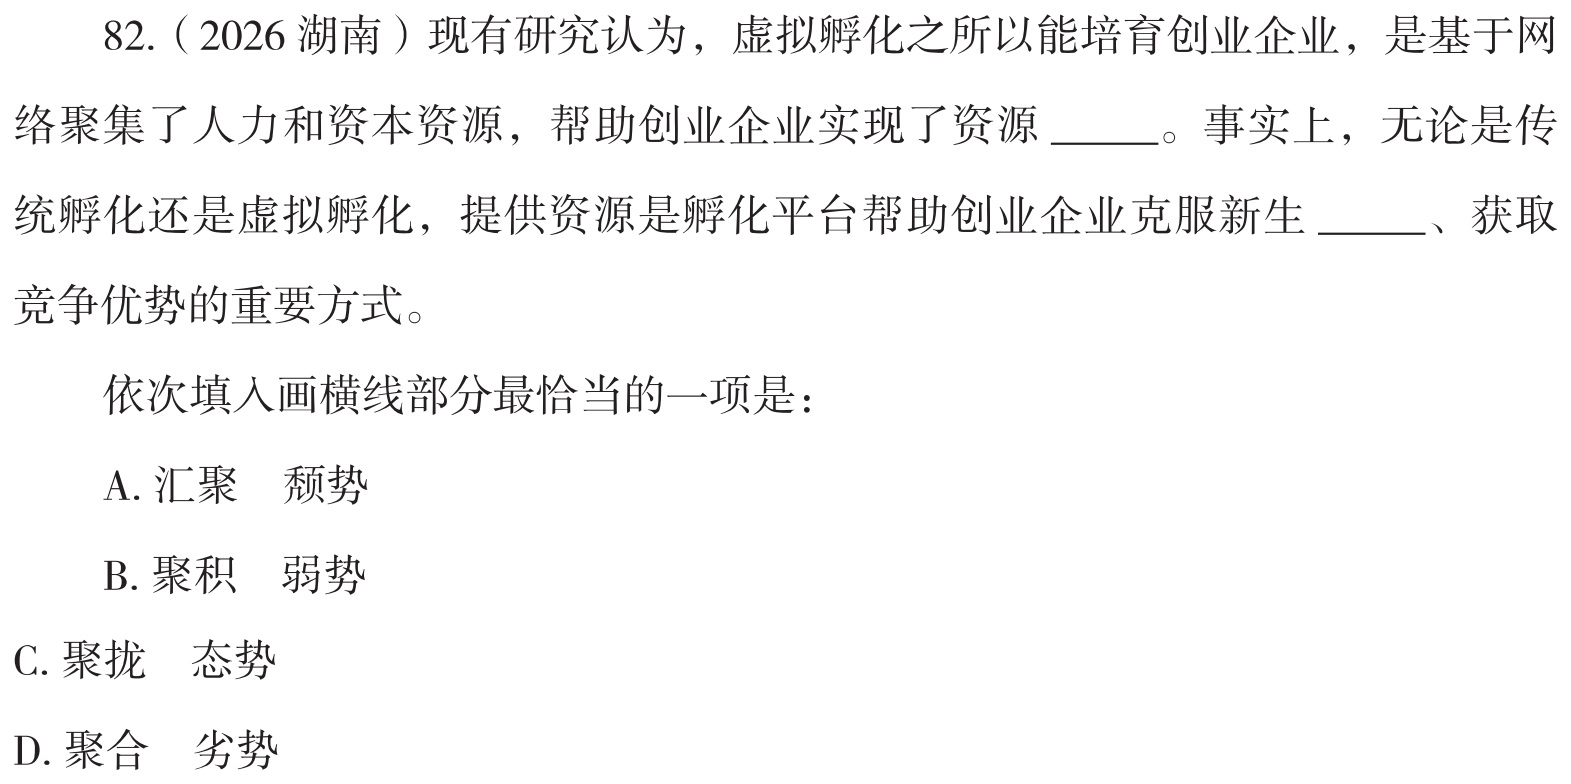 82.（2026 湖南）现有研究认为，虚拟孵化之所以能培育创业企业，是基于网
络聚集了人力和资本资源，帮助创业企业实现了资源 _____。事实上，无论是传
统孵化还是虚拟孵化，提供资源是孵化平台帮助创业企业克服新生 _____、获取
竞争优势的重要方式。
依次填入画横线部分最恰当的一项是：
A. 汇聚　颓势
B. 聚积　弱势
C. 聚拢　态势
D. 聚合　劣势